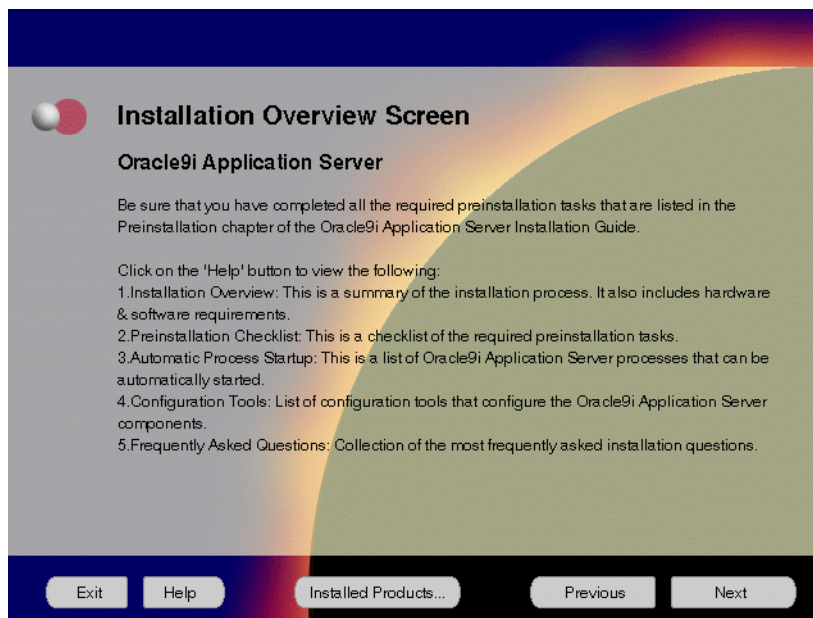 Installation Overview Screen
Oracle9i Application Server
Be sure that you have completed all the required preinstallation tasks that are listed in the
Preinstallation chapter of the Oracle9i Application Server Installation Guide.
Click on the 'Help' button to view the following:
1.Installation Overview: This is a summary of the installation process. It also includes hardware
& software requirements.
2.Preinstallation Checklist: This is a checklist of the required preinstallation tasks.
3.Automatic Process Startup: This is a list of Oracle9i Application Server processes that can be
automatically started.
4.Configuration Tools: List of configuration tools that configure the Oracle9i Application Server
components.
5.Frequently Asked Questions: Collection of the most frequently asked installation questions.
Exit Help Installed Products... Previous Next